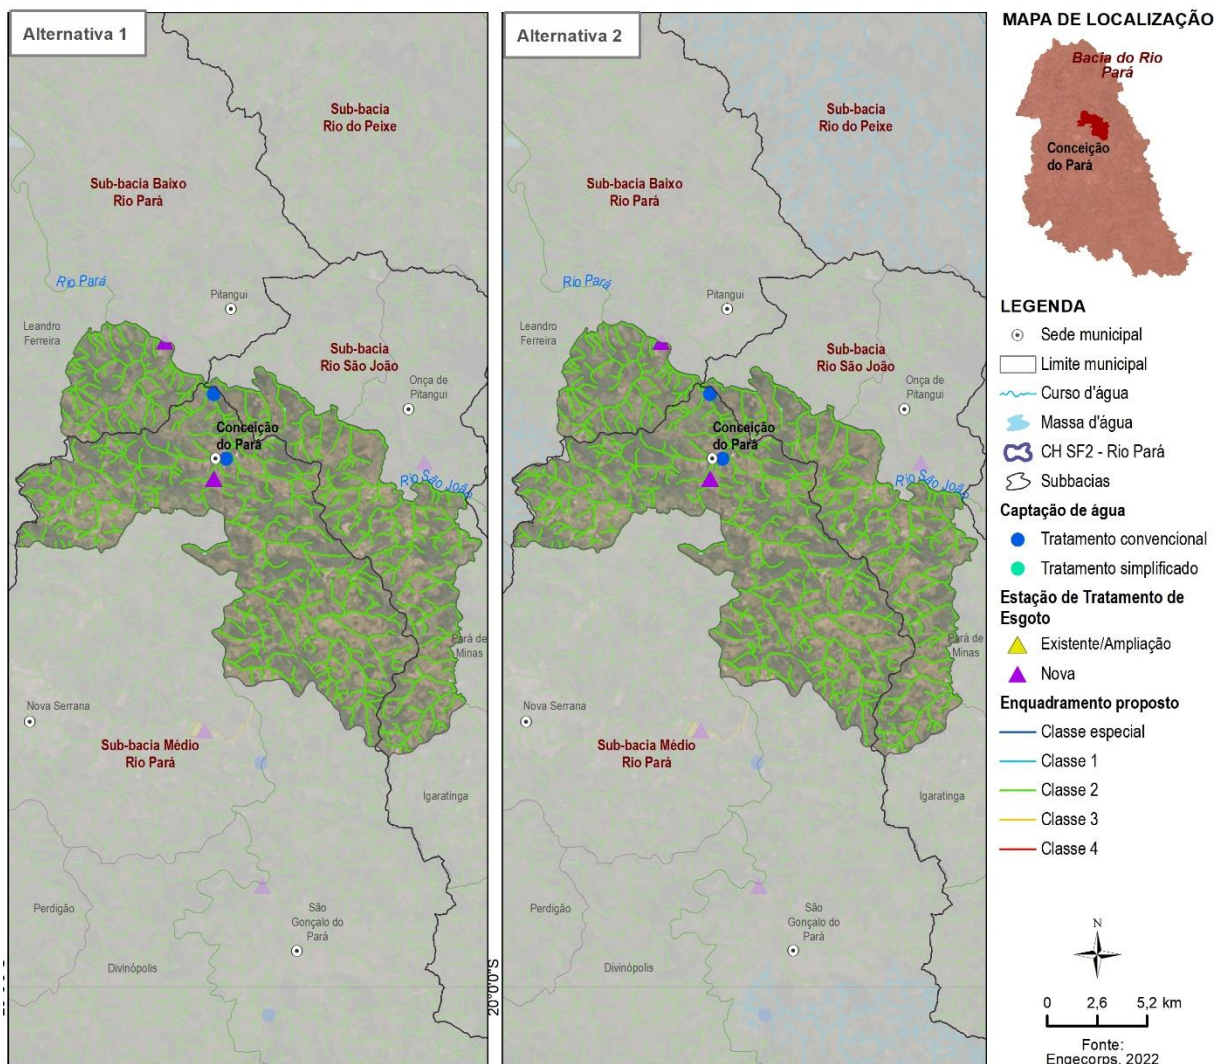 Alternativa 1
Sub-bacia
Rio do Peixe
Sub-bacia Baixo
Rio Pará
Rio Pará
Pitangui
Leandro
Ferreira
Sub-bacia
Rio São João
Onça de
Pitangui
Conceição
do Pará
Rio São João
Pará de
Minas
Nova Serrana
Sub-bacia Médio
Rio Pará
Igaratinga
Perdigão
São
Gonçalo do
Pará
Divinópolis
Alternativa 2
Sub-bacia
Rio do Peixe
Sub-bacia Baixo
Rio Pará
Rio Pará
Pitangui
Leandro
Ferreira
Sub-bacia
Rio São João
Onça de
Pitangui
Conceição
do Pará
Rio São João
Pará de
Minas
Nova Serrana
Sub-bacia Médio
Rio Pará
Igaratinga
Perdigão
São
Gonçalo do
Pará
Divinópolis
20°0'0"S
MAPA DE LOCALIZAÇÃO
Bacia do Rio
Pará
Conceição
do Pará
LEGENDA
Sede municipal
Limite municipal
Curso d'água
Massa d'água
CH SF2 - Rio Pará
Subbacias
Captação de água
Tratamento convencional
Tratamento simplificado
Estação de Tratamento de
Esgoto
Existente/Ampliação
Nova
Enquadramento proposto
Classe especial
Classe 1
Classe 2
Classe 3
Classe 4
N
0 2,6 5,2 km
Fonte:
Engecorps, 2022